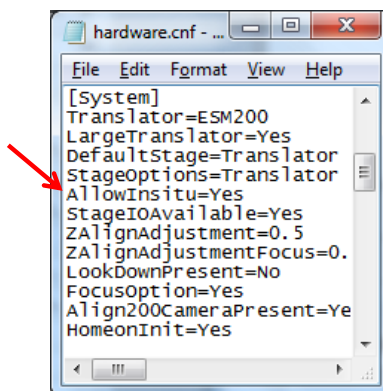 hardware.cnf - ...
File Edit Format View Help
[System]
Translator=ESM200
LargeTranslator=Yes
DefaultStage=Translator
StageOptions=Translator
AllowInsitu=Yes
StageIOAvailable=Yes
ZAlignAdjustment=0.5
ZAlignAdjustmentFocus=0.
LookDownPresent=No
FocusOption=Yes
Align200CameraPresent=Ye
HomeonInit=Yes